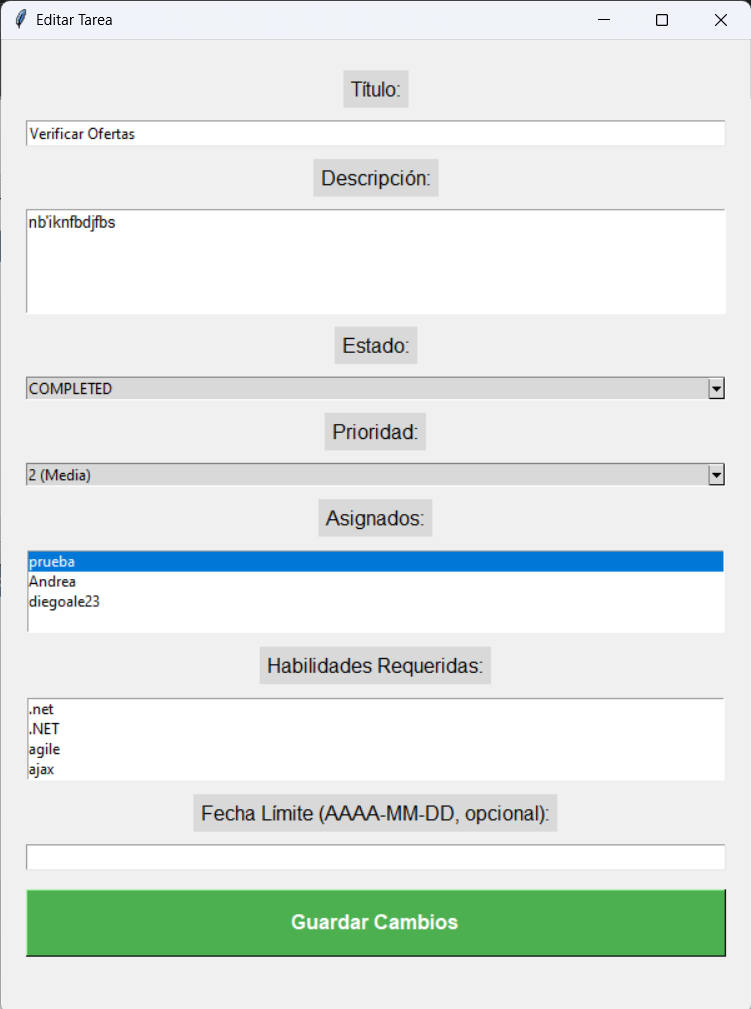 Editar Tarea
Título:
Verificar Ofertas
Descripción:
nb'iknfbdjfbs
Estado:
COMPLETED
Prioridad:
2 (Media)
Asignados:
prueba
Andrea
diegoale23
Habilidades Requeridas:
.net
.NET
agile
ajax
Fecha Límite (AAAA-MM-DD, opcional):
Guardar Cambios